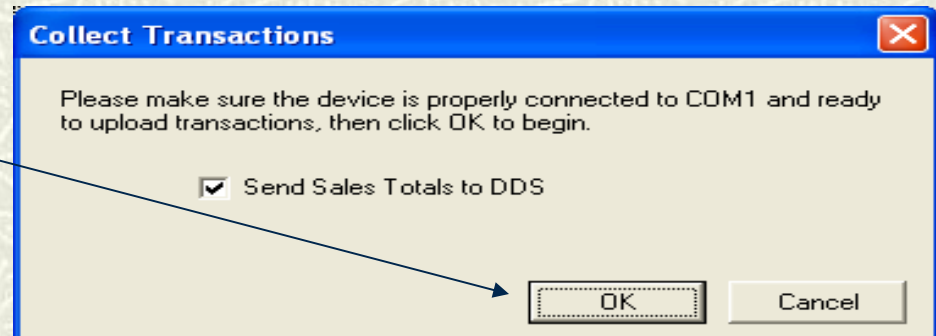 Collect Transactions
Please make sure the device is properly connected to COM1 and ready
to upload transactions, then click OK to begin.
Send Sales Totals to DDS
OK Cancel